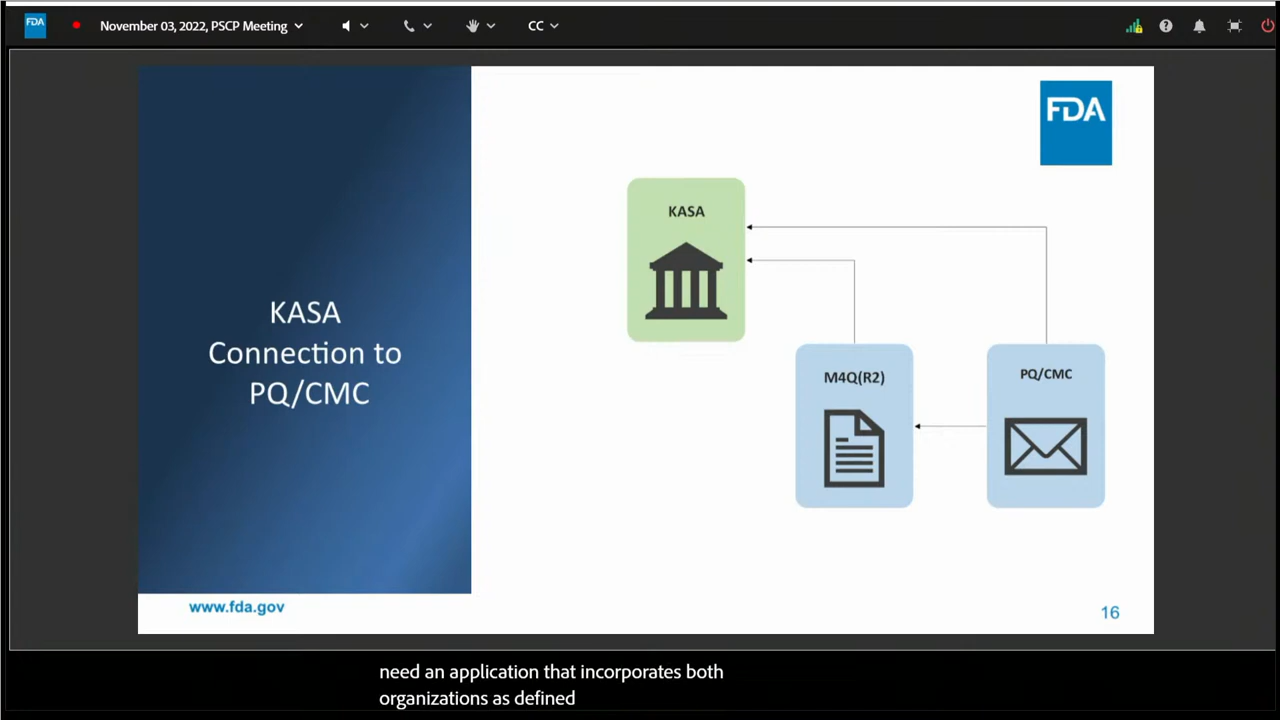 FDA
November 03, 2022, PSCP Meeting
CC
KASA
Connection to
PQ/CMC
FDA
KASA
M4Q(R2)
PQ/CMC
www.fda.gov
16
need an application that incorporates both
organizations as defined